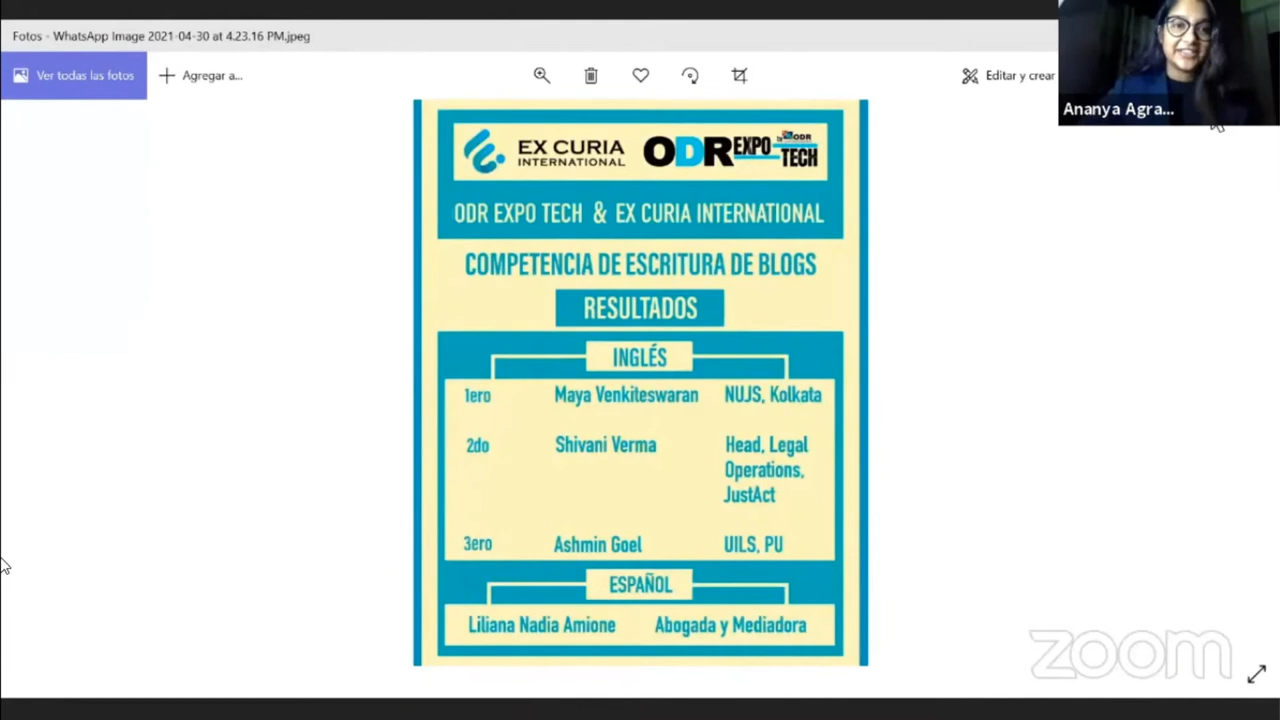 Fotos - WhatsApp Image 2021-04-30 at 4.23.16 PM.jpeg
Ver todas las fotos
Agregar a...
Editar y crear
Ananya Agra...
EX CURIA
INTERNATIONAL
ODR EXPO TECH
by ODR
ODR EXPO TECH & EX CURIA INTERNATIONAL
COMPETENCIA DE ESCRITURA DE BLOGS
RESULTADOS
INGLÉS
1ero Maya Venkiteswaran NUJS, Kolkata
2do Shivani Verma Head, Legal
Operations,
JustAct
3ero Ashmin Goel UILS, PU
ESPAÑOL
Liliana Nadia Amione Abogada y Mediadora
zoom